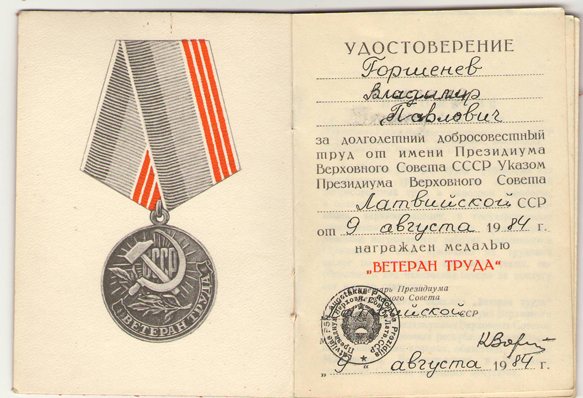 СССР
ВЕТЕРАН ТРУДА
УДОСТОВЕРЕНИЕ
Горшенев
Владимир
Павлович
за долголетний добросовестный
труд от имени Президиума
Верховного Совета СССР Указом
Президиума Верховного Совета
Латвийской ССР
от 9 августа 1984 г.
награжден медалью
„ВЕТЕРАН ТРУДА“
Президиума
Совета
Латвийской ССР
„9“ августа 1984 г.